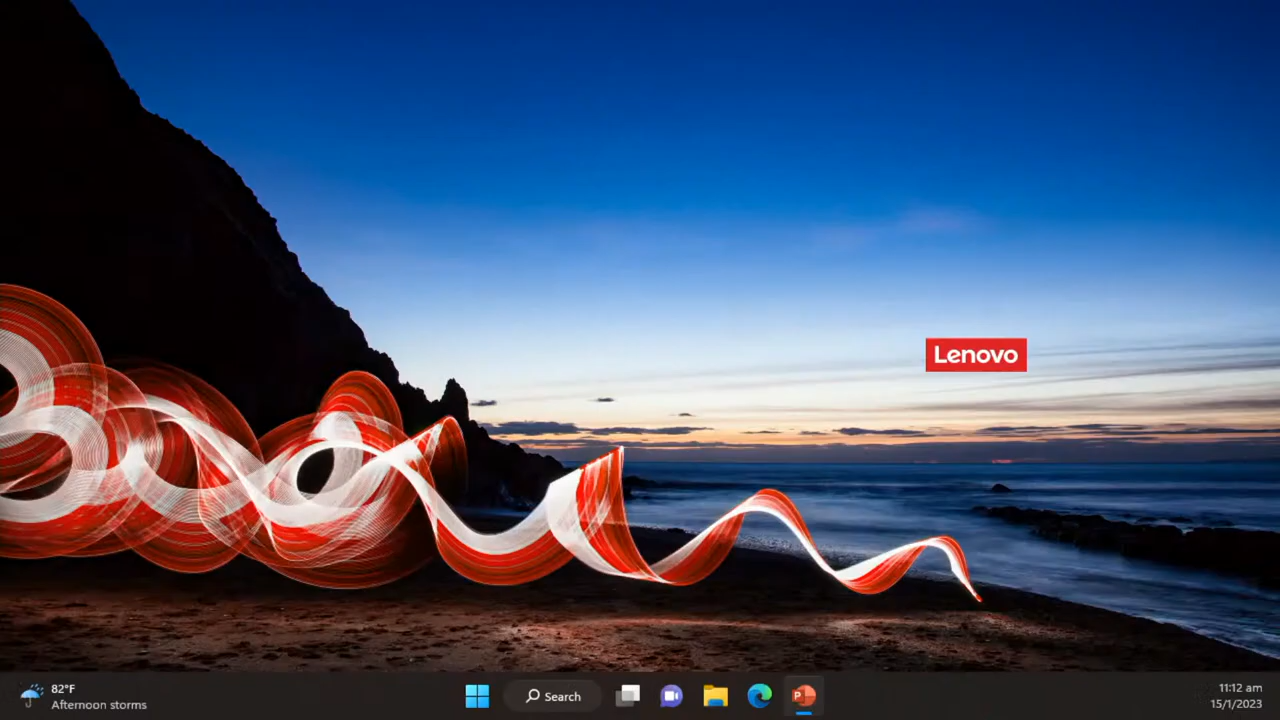 Lenovo
82°F
Afternoon storms
Search
P
11:12 am
15/1/2023